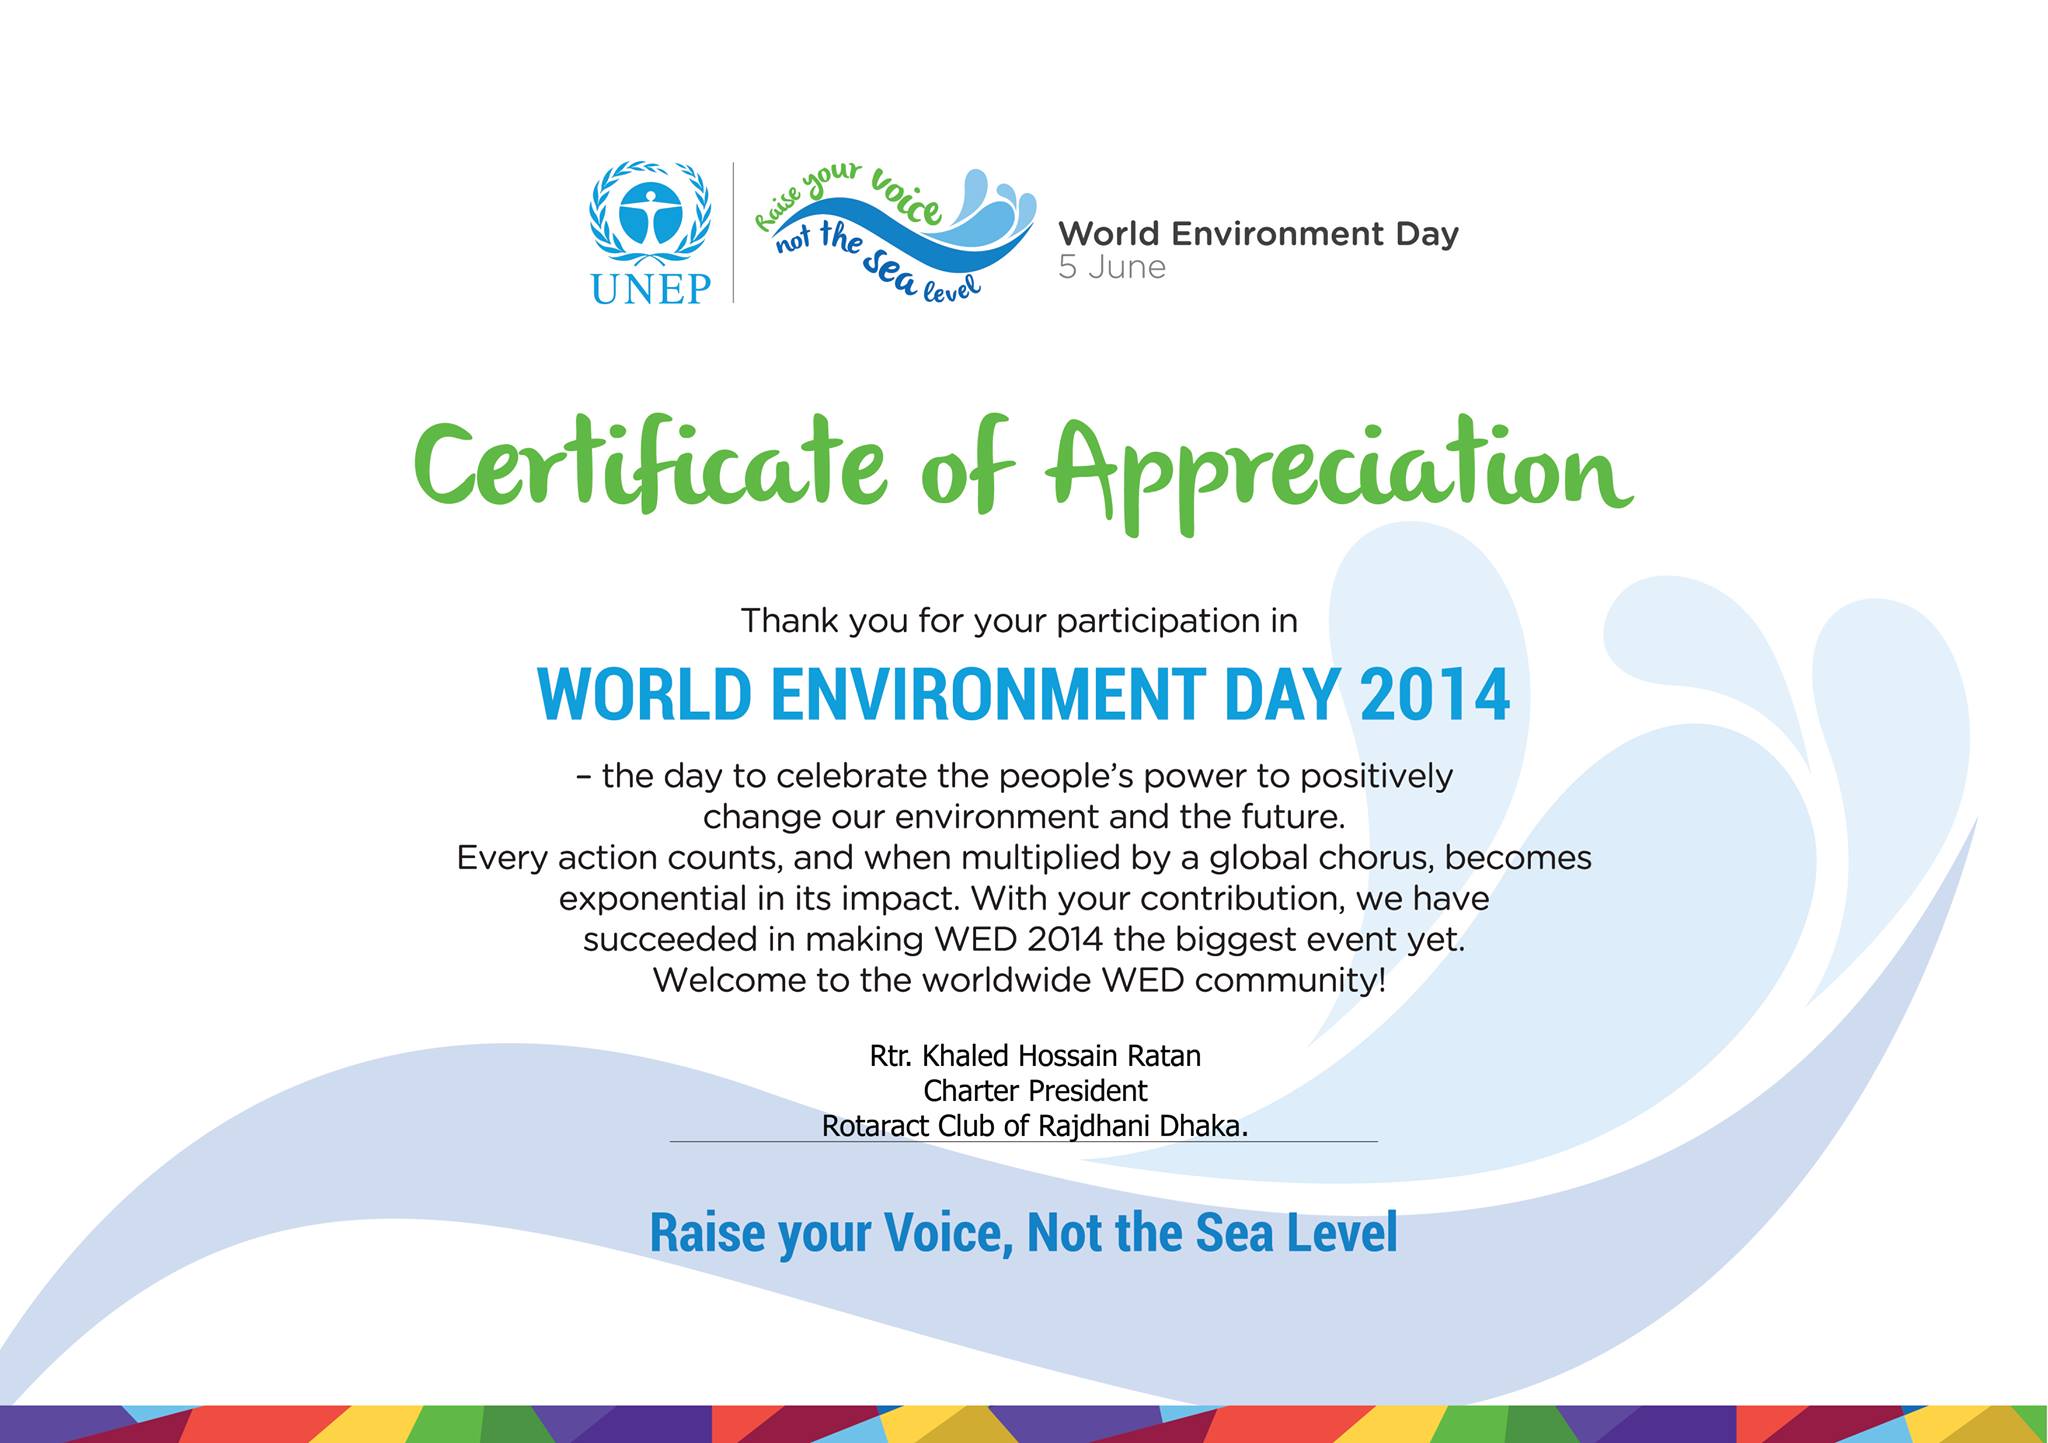 UNEP
Raise your voice
not the sea level
World Environment Day
5 June
Certificate of Appreciation
Thank you for your participation in
WORLD ENVIRONMENT DAY 2014
– the day to celebrate the people’s power to positively
change our environment and the future.
Every action counts, and when multiplied by a global chorus, becomes
exponential in its impact. With your contribution, we have
succeeded in making WED 2014 the biggest event yet.
Welcome to the worldwide WED community!
Rtr. Khaled Hossain Ratan
Charter President
Rotaract Club of Rajdhani Dhaka.
Raise your Voice, Not the Sea Level